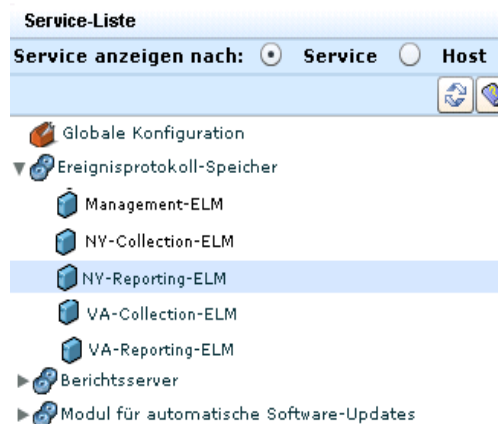 Service-Liste
Service anzeigen nach: Service Host
Globale Konfiguration
Ereignisprotokoll-Speicher
Management-ELM
NY-Collection-ELM
NY-Reporting-ELM
VA-Collection-ELM
VA-Reporting-ELM
Berichtsserver
Modul für automatische Software-Updates